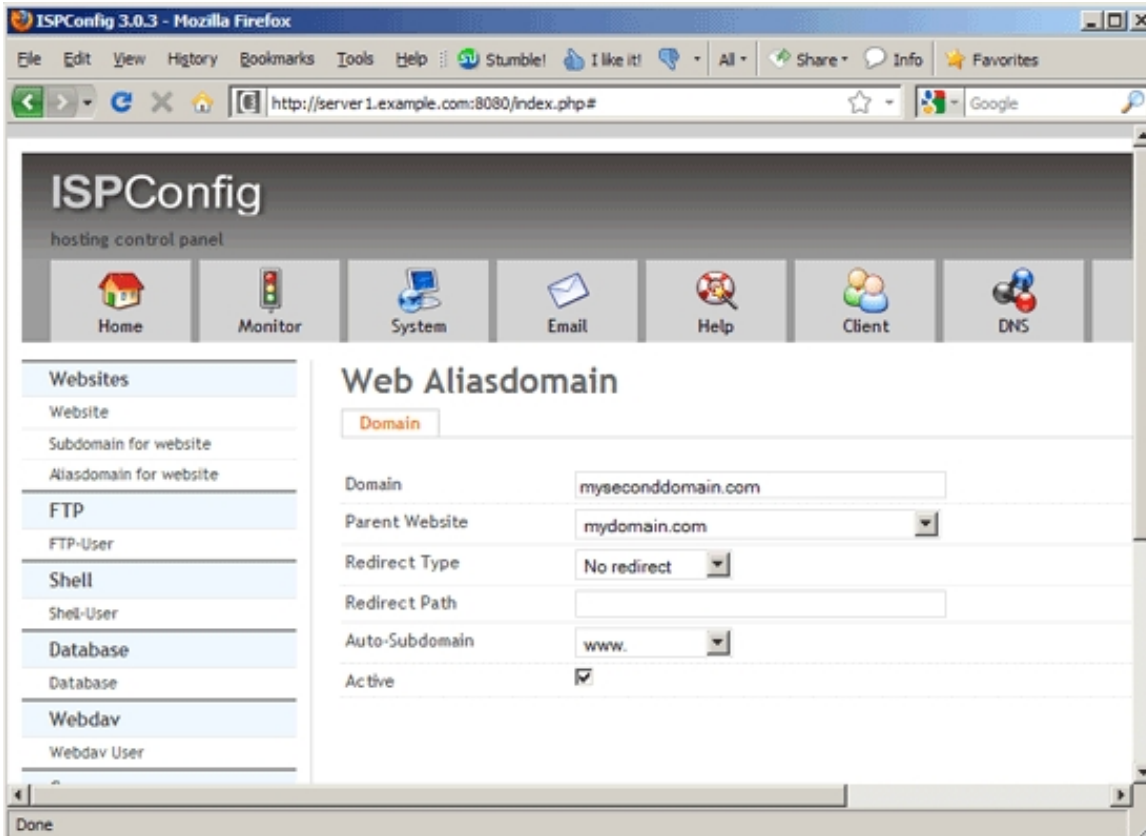 ISPConfig 3.0.3 - Mozilla Firefox
File Edit View History Bookmarks Tools Help Stumble! I like it! All Share Info Favorites
http://server1.example.com:8080/index.php# Google
ISPConfig
hosting control panel
Home Monitor System Email Help Client DNS
Websites
Website
Subdomain for website
Aliasdomain for website
FTP
FTP-User
Shell
Shell-User
Database
Database
Webdav
Webdav User
Web Aliasdomain
Domain
Domain myseconddomain.com
Parent Website mydomain.com
Redirect Type No redirect
Redirect Path
Auto-Subdomain www.
Active
Done